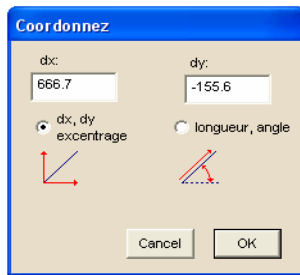 Coordonnez
dx: dy:
666.7 -155.6
dx, dy longueur, angle
excentrage
Cancel OK